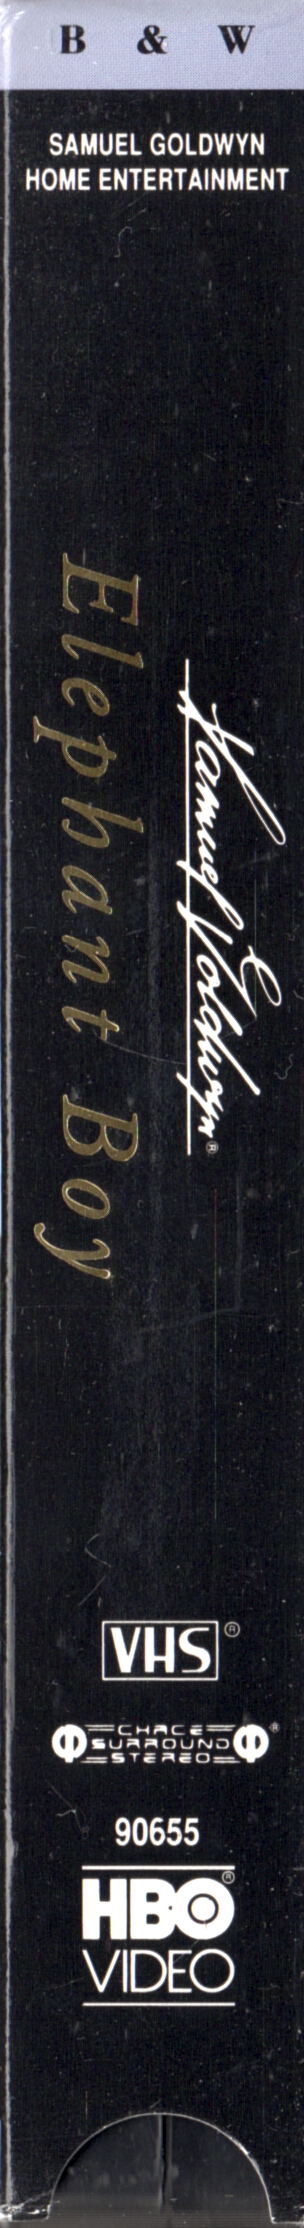 B & W
SAMUEL GOLDWYN
HOME ENTERTAINMENT
Samuel Goldwyn®
Elephant Boy
VHS®
CHACE
SURROUND
STEREO®
90655
HBO®
VIDEO